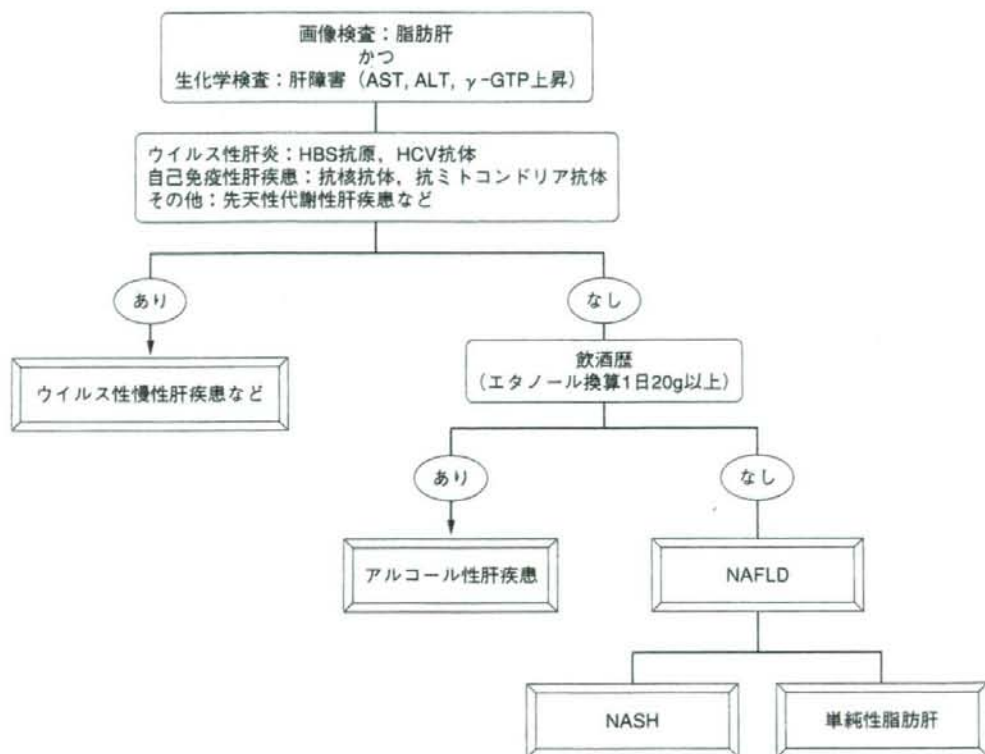 画像検査：脂肪肝
かつ
生化学検査：肝障害（AST, ALT, γ-GTP上昇）
ウイルス性肝炎：HBS抗原，HCV抗体
自己免疫性肝疾患：抗核抗体，抗ミトコンドリア抗体
その他：先天性代謝性肝疾患など
あり
なし
ウイルス性慢性肝疾患など
飲酒歴
（エタノール換算1日20g以上）
あり
なし
アルコール性肝疾患
NAFLD
NASH
単純性脂肪肝